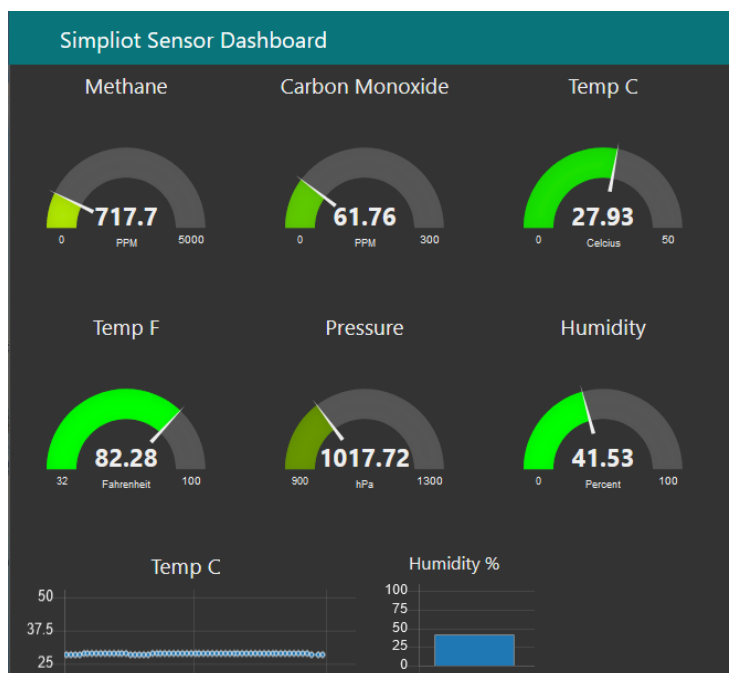 Simpliot Sensor Dashboard
Methane
717.7
0 PPM 5000
Carbon Monoxide
61.76
0 PPM 300
Temp C
27.93
0 Celcius 50
Temp F
82.28
32 Fahrenheit 100
Pressure
1017.72
900 hPa 1300
Humidity
41.53
0 Percent 100
Temp C
50
37.5
25
Humidity %
100
75
50
25
0